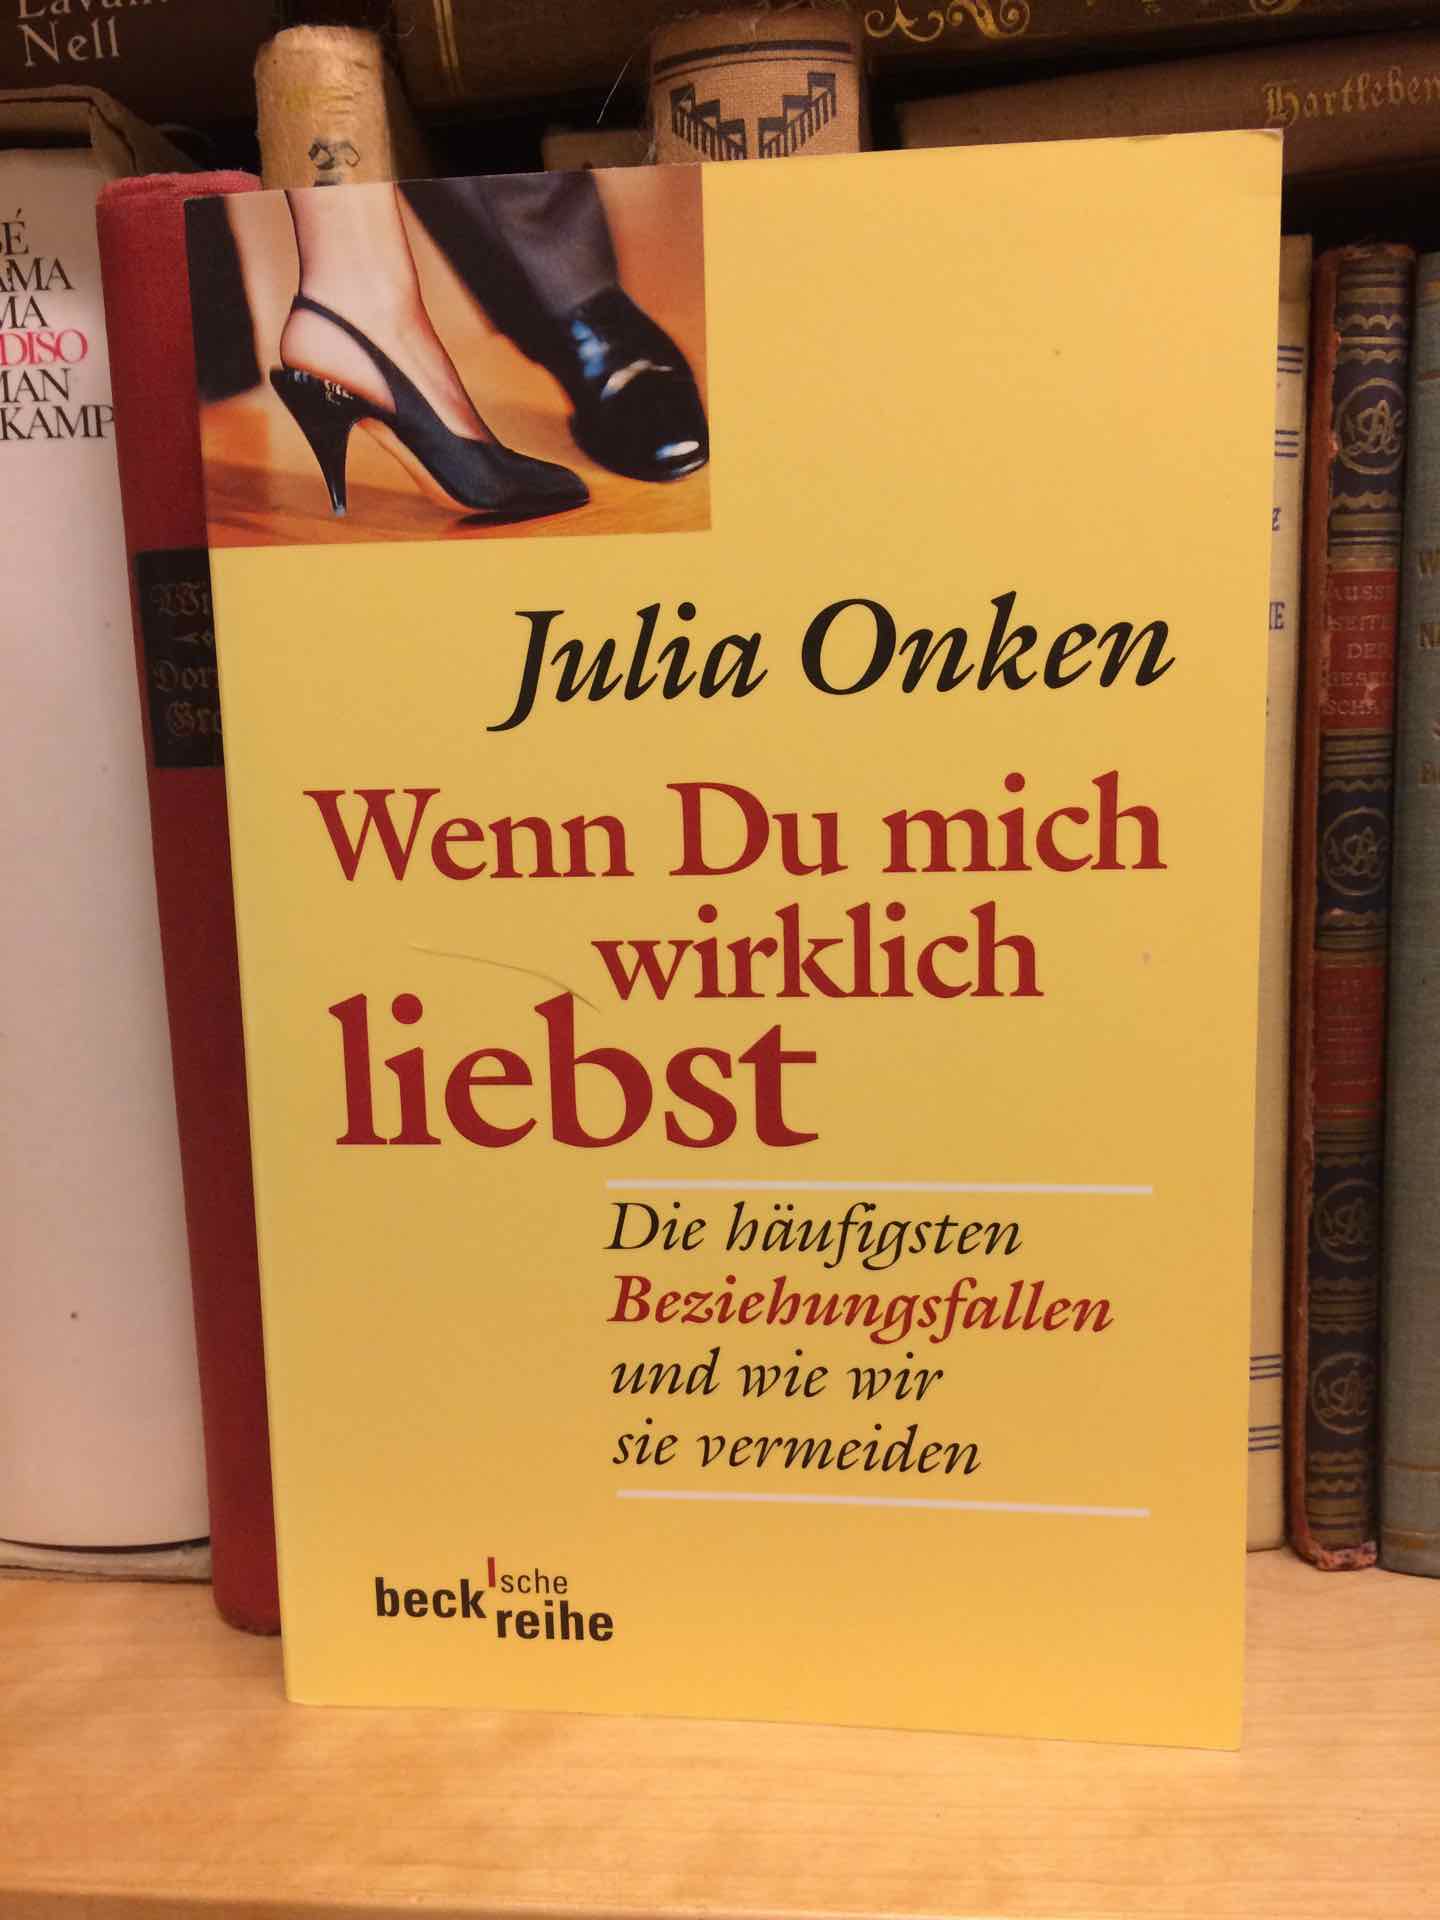 Nell
Hartleben
DISO
KAMP
Julia Onken
Wenn Du mich
wirklich
liebst
Die häufigsten
Beziehungsfallen
und wie wir
sie vermeiden
beck'sche
reihe
DER